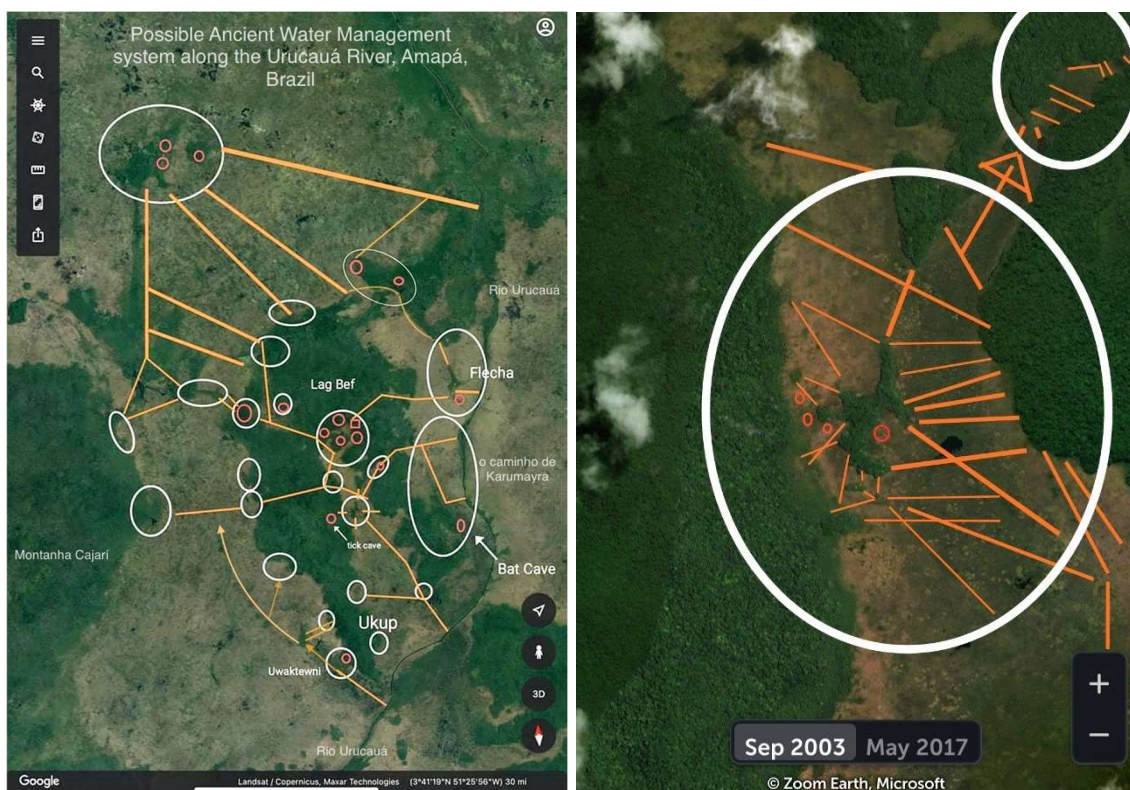 Possible Ancient Water Management
system along the Urucauá River, Amapá,
Brazil
Rio Urucauá
Flecha
Lag Bef
o caminho de
Karumayra
tick cave
Montanha Cajarí
Bat Cave
Ukup
Uwaktewni
3D
Rio Urucauá
Google
Landsat / Copernicus, Maxar Technologies (3°41'19"N 51°25'56"W) 30 mi
+
−
Sep 2003 May 2017
© Zoom Earth, Microsoft